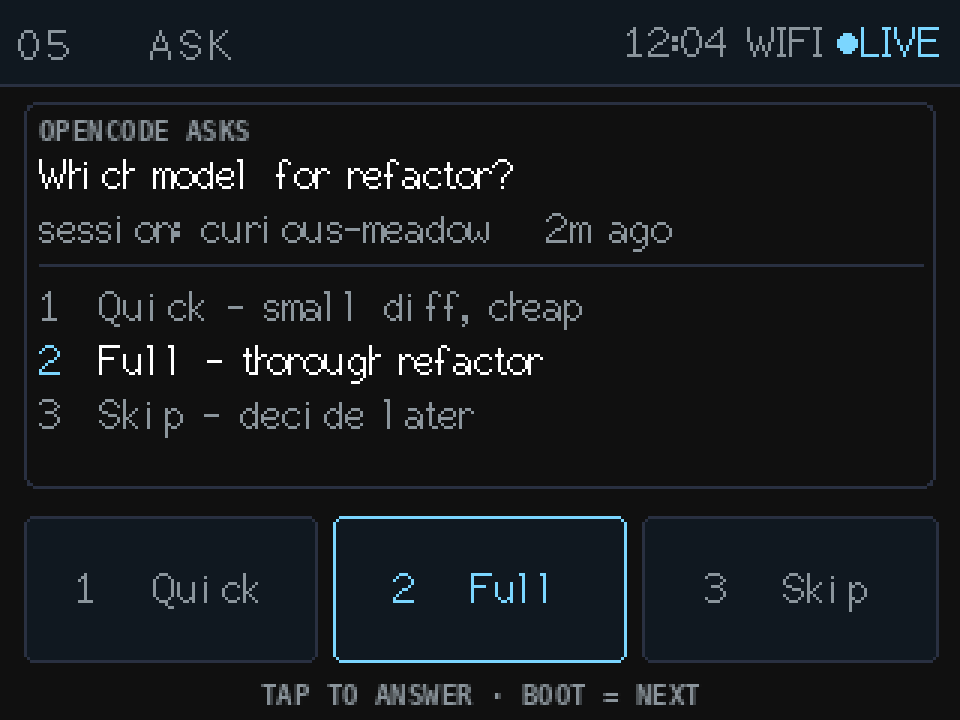 05 ASK 12:04 WIFI ●LIVE
OPENCODE ASKS
Which model for refactor?
session: curious-meadow 2m ago
1 Quick - small diff, cheap
2 Full - thorough refactor
3 Skip - decide later
1 Quick 2 Full 3 Skip
TAP TO ANSWER · BOOT = NEXT